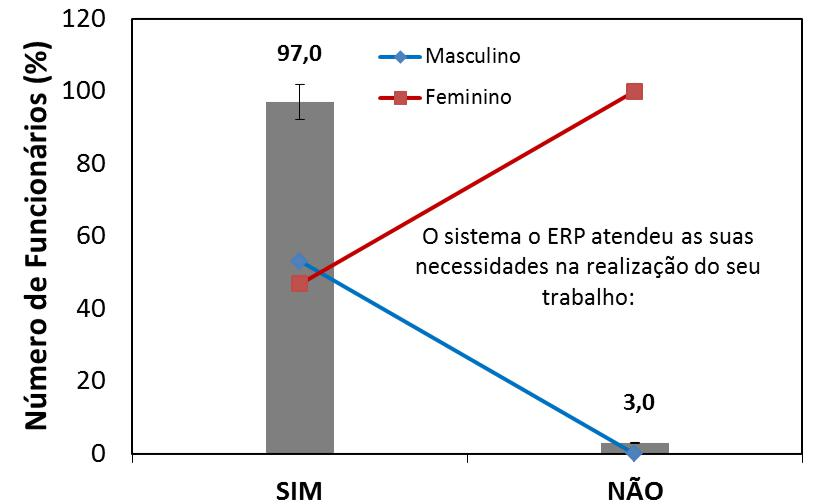 Número de Funcionários (%)
120
100
80
60
40
20
0
97,0
Masculino
Feminino
O sistema o ERP atendeu as suas
necessidades na realização do seu
trabalho:
3,0
SIM
NÃO